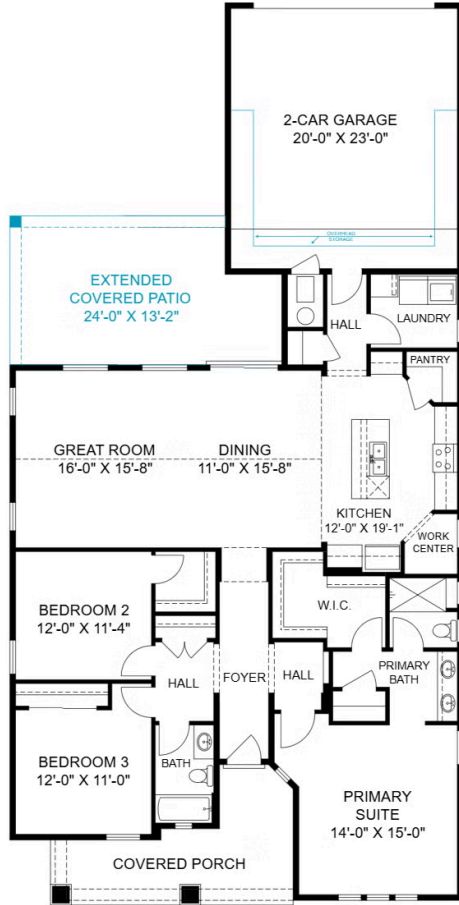 2-CAR GARAGE
20'-0" X 23'-0"
OVERHEAD
STORAGE
EXTENDED
COVERED PATIO
24'-0" X 13'-2"
HALL
LAUNDRY
PANTRY
GREAT ROOM
16'-0" X 15'-8"
DINING
11'-0" X 15'-8"
KITCHEN
12'-0" X 19'-1"
WORK
CENTER
BEDROOM 2
12'-0" X 11'-4"
W.I.C.
HALL
FOYER
HALL
PRIMARY
BATH
BEDROOM 3
12'-0" X 11'-0"
BATH
PRIMARY
SUITE
14'-0" X 15'-0"
COVERED PORCH